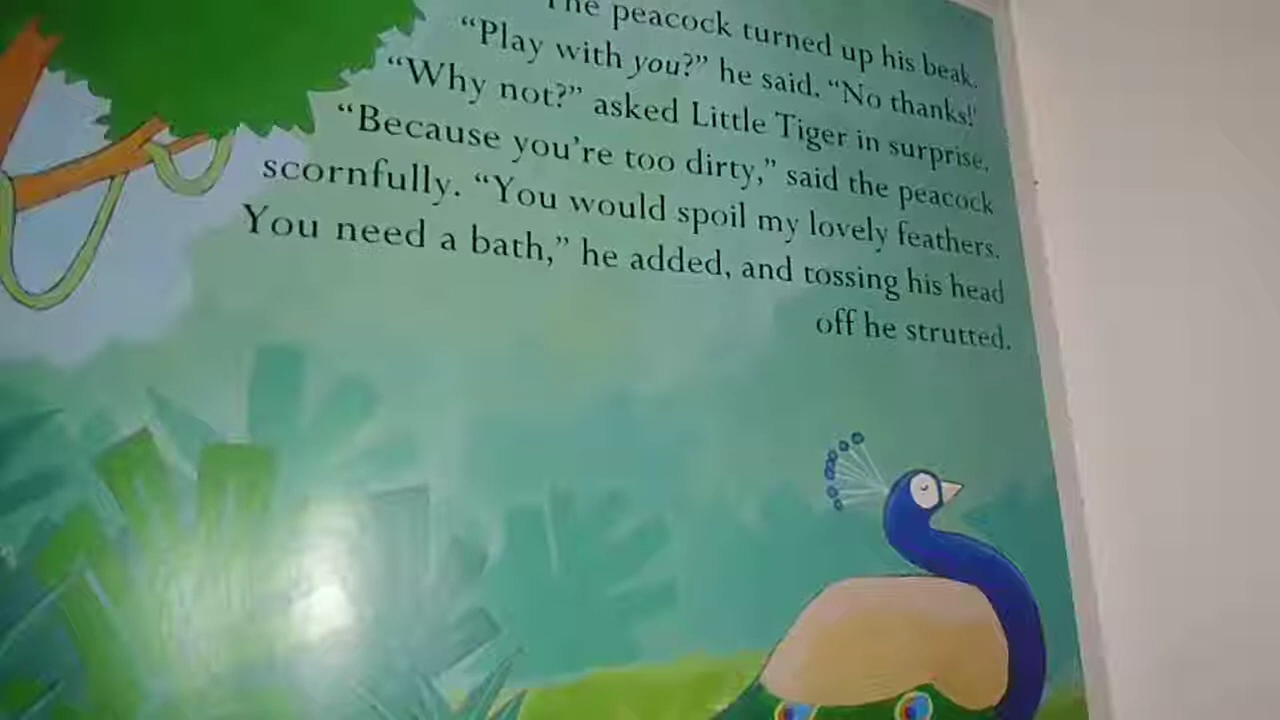 The peacock turned up his beak.
“Play with you?” he said. “No thanks!”
“Why not?” asked Little Tiger in surprise.
“Because you’re too dirty,” said the peacock
scornfully. “You would spoil my lovely feathers.
You need a bath,” he added, and tossing his head
off he strutted.